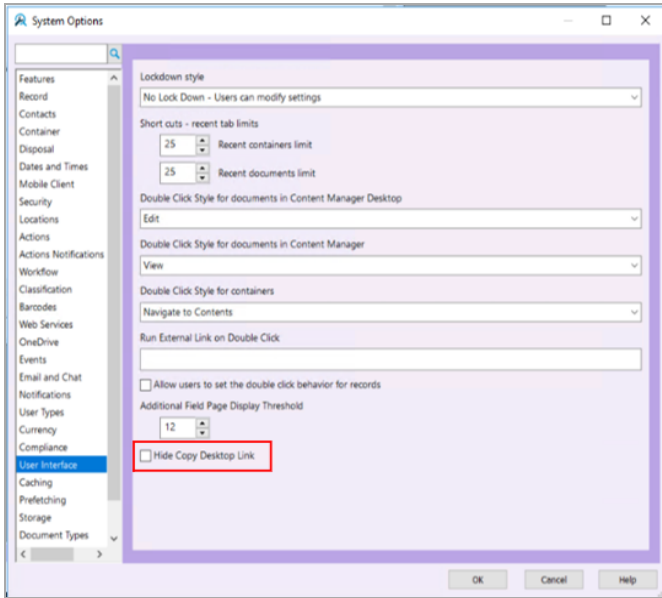 System Options
Features
Record
Contacts
Container
Disposal
Dates and Times
Mobile Client
Security
Locations
Actions
Actions Notifications
Workflow
Classification
Barcodes
Web Services
OneDrive
Events
Email and Chat
Notifications
User Types
Currency
Compliance
User Interface
Caching
Prefetching
Storage
Document Types
Lockdown style
No Lock Down - Users can modify settings
Short cuts - recent tab limits
25 Recent containers limit
25 Recent documents limit
Double Click Style for documents in Content Manager Desktop
Edit
Double Click Style for documents in Content Manager
View
Double Click Style for containers
Navigate to Contents
Run External Link on Double Click
Allow users to set the double click behavior for records
Additional Field Page Display Threshold
12
Hide Copy Desktop Link
OK Cancel Help